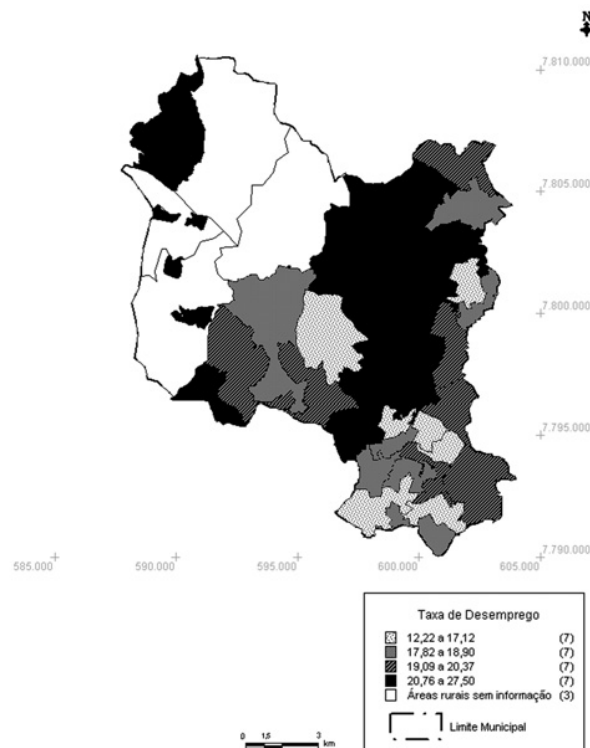 N
7.810.000
7.805.000
7.800.000
7.795.000
7.790.000
585.000 590.000 595.000 600.000 605.000
Taxa de Desemprego
12,22 a 17,12 (7)
17,82 a 18,90 (7)
19,09 a 20,37 (7)
20,76 a 27,50 (7)
Áreas rurais sem informação (3)
Limite Municipal
0 1,5 3
km